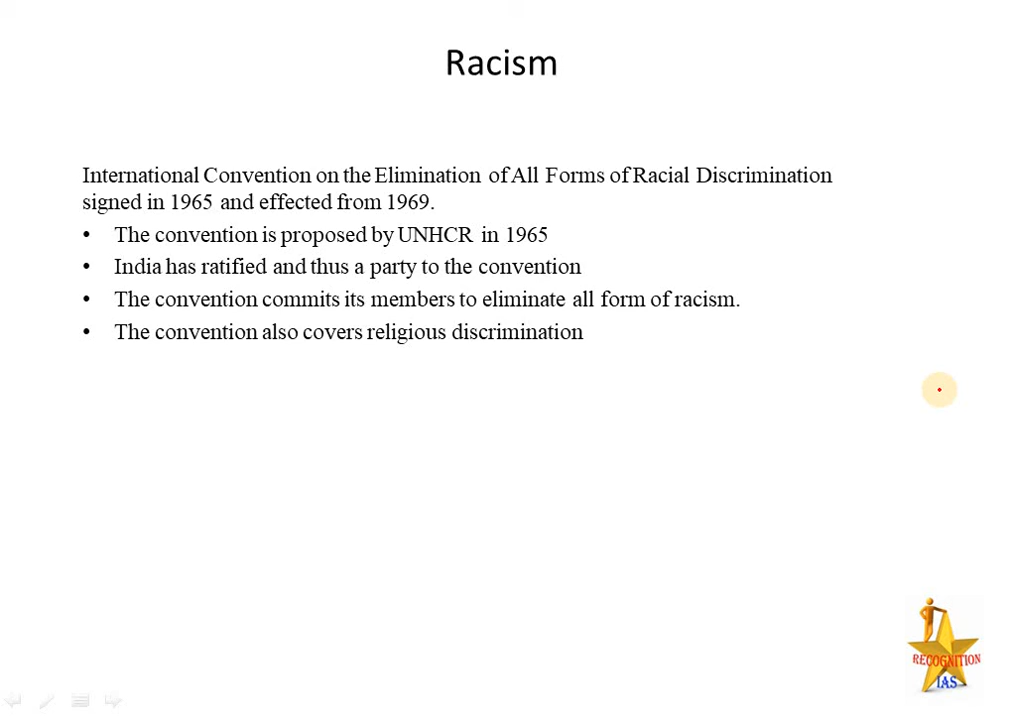 Racism
International Convention on the Elimination of All Forms of Racial Discrimination
signed in 1965 and effected from 1969.
• The convention is proposed by UNHCR in 1965
• India has ratified and thus a party to the convention
• The convention commits its members to eliminate all form of racism.
• The convention also covers religious discrimination
RECOGNITION
IAS